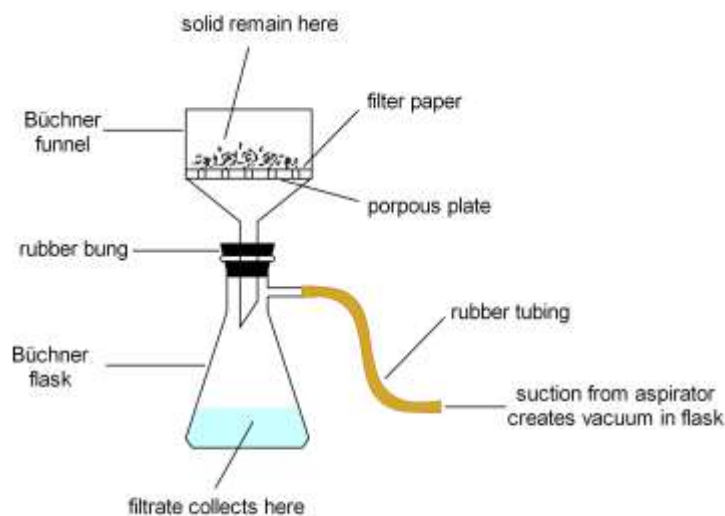 solid remain here
filter paper
Büchner
funnel
porpous plate
rubber bung
rubber tubing
Büchner
flask
suction from aspirator
creates vacuum in flask
filtrate collects here